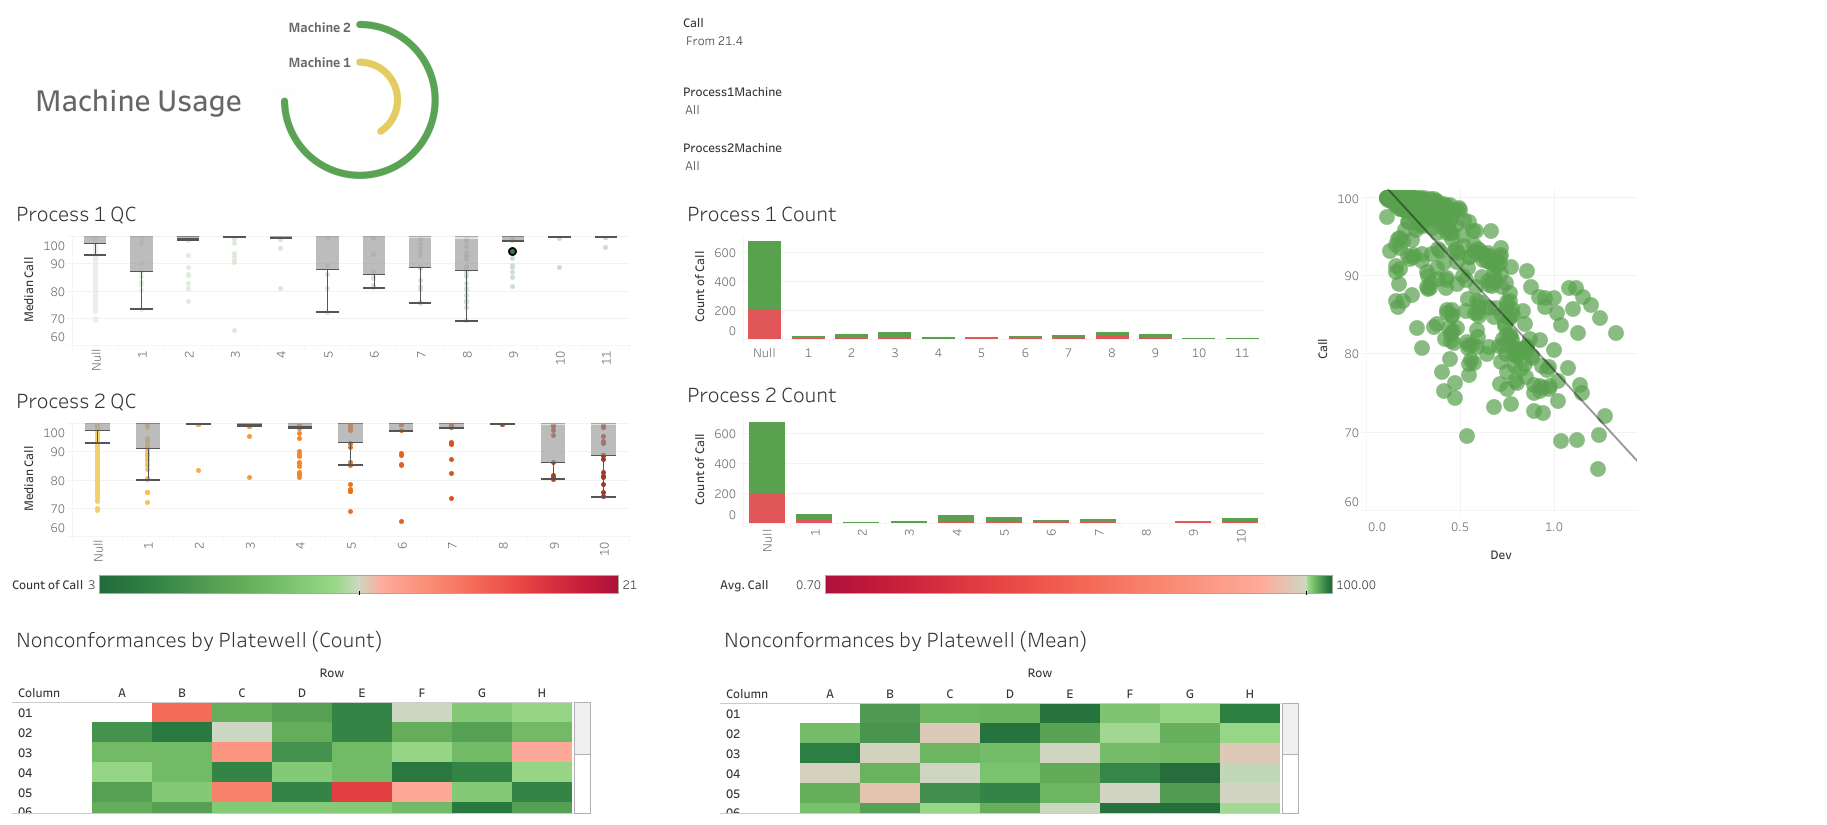 Machine 2
Machine 1
Machine Usage
Call
From 21.4
Process1Machine
All
Process2Machine
All
Process 1 QC
Median Call
100
90
80
70
60
Null 1 2 3 4 5 6 7 8 9 10 11
Process 1 Count
Count of Call
600
400
200
0
Null 1 2 3 4 5 6 7 8 9 10 11
Process 2 QC
Median Call
100
90
80
70
60
Null 1 2 3 4 5 6 7 8 9 10
Process 2 Count
Count of Call
600
400
200
0
Null 1 2 3 4 5 6 7 8 9 10
Call
100
90
80
70
60
0.0 0.5 1.0
Dev
Count of Call 3 21
Avg. Call 0.70 100.00
Nonconformances by Platewell (Count)
Row
Column A B C D E F G H
01
02
03
04
05
06
Nonconformances by Platewell (Mean)
Row
Column A B C D E F G H
01
02
03
04
05
06